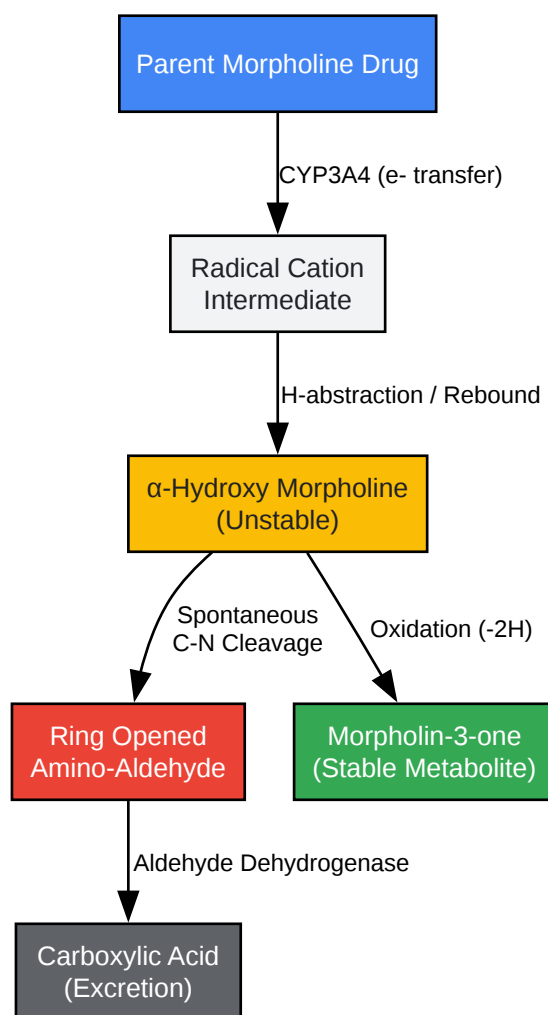 Parent Morpholine Drug
CYP3A4 (e- transfer)
Radical Cation
Intermediate
H-abstraction / Rebound
α-Hydroxy Morpholine
(Unstable)
Spontaneous
C-N Cleavage
Oxidation (-2H)
Ring Opened
Amino-Aldehyde
Morpholin-3-one
(Stable Metabolite)
Aldehyde Dehydrogenase
Carboxylic Acid
(Excretion)